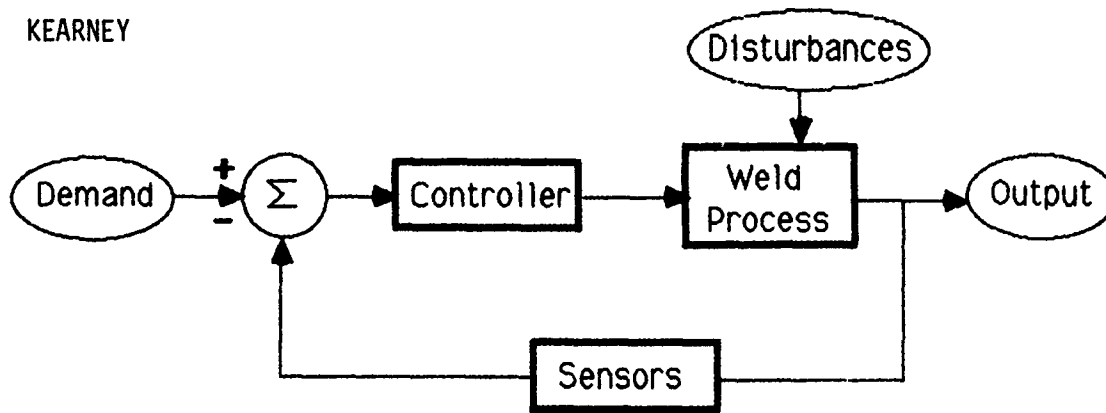 KEARNEY
Disturbances
Demand
+
−
Σ
Controller
Weld
Process
Output
Sensors